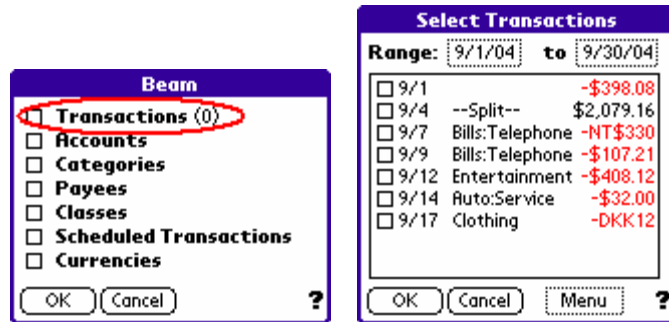 Beam
Transactions (0)
Accounts
Categories
Payees
Classes
Scheduled Transactions
Currencies
OK Cancel ?
Select Transactions
Range: 9/1/04 to 9/30/04
9/1 -$398.08
9/4 --Split-- $2,079.16
9/7 Bills:Telephone -NT$330
9/9 Bills:Telephone -$107.21
9/12 Entertainment -$408.12
9/14 Auto:Service -$32.00
9/17 Clothing -DKK12
OK Cancel Menu ?